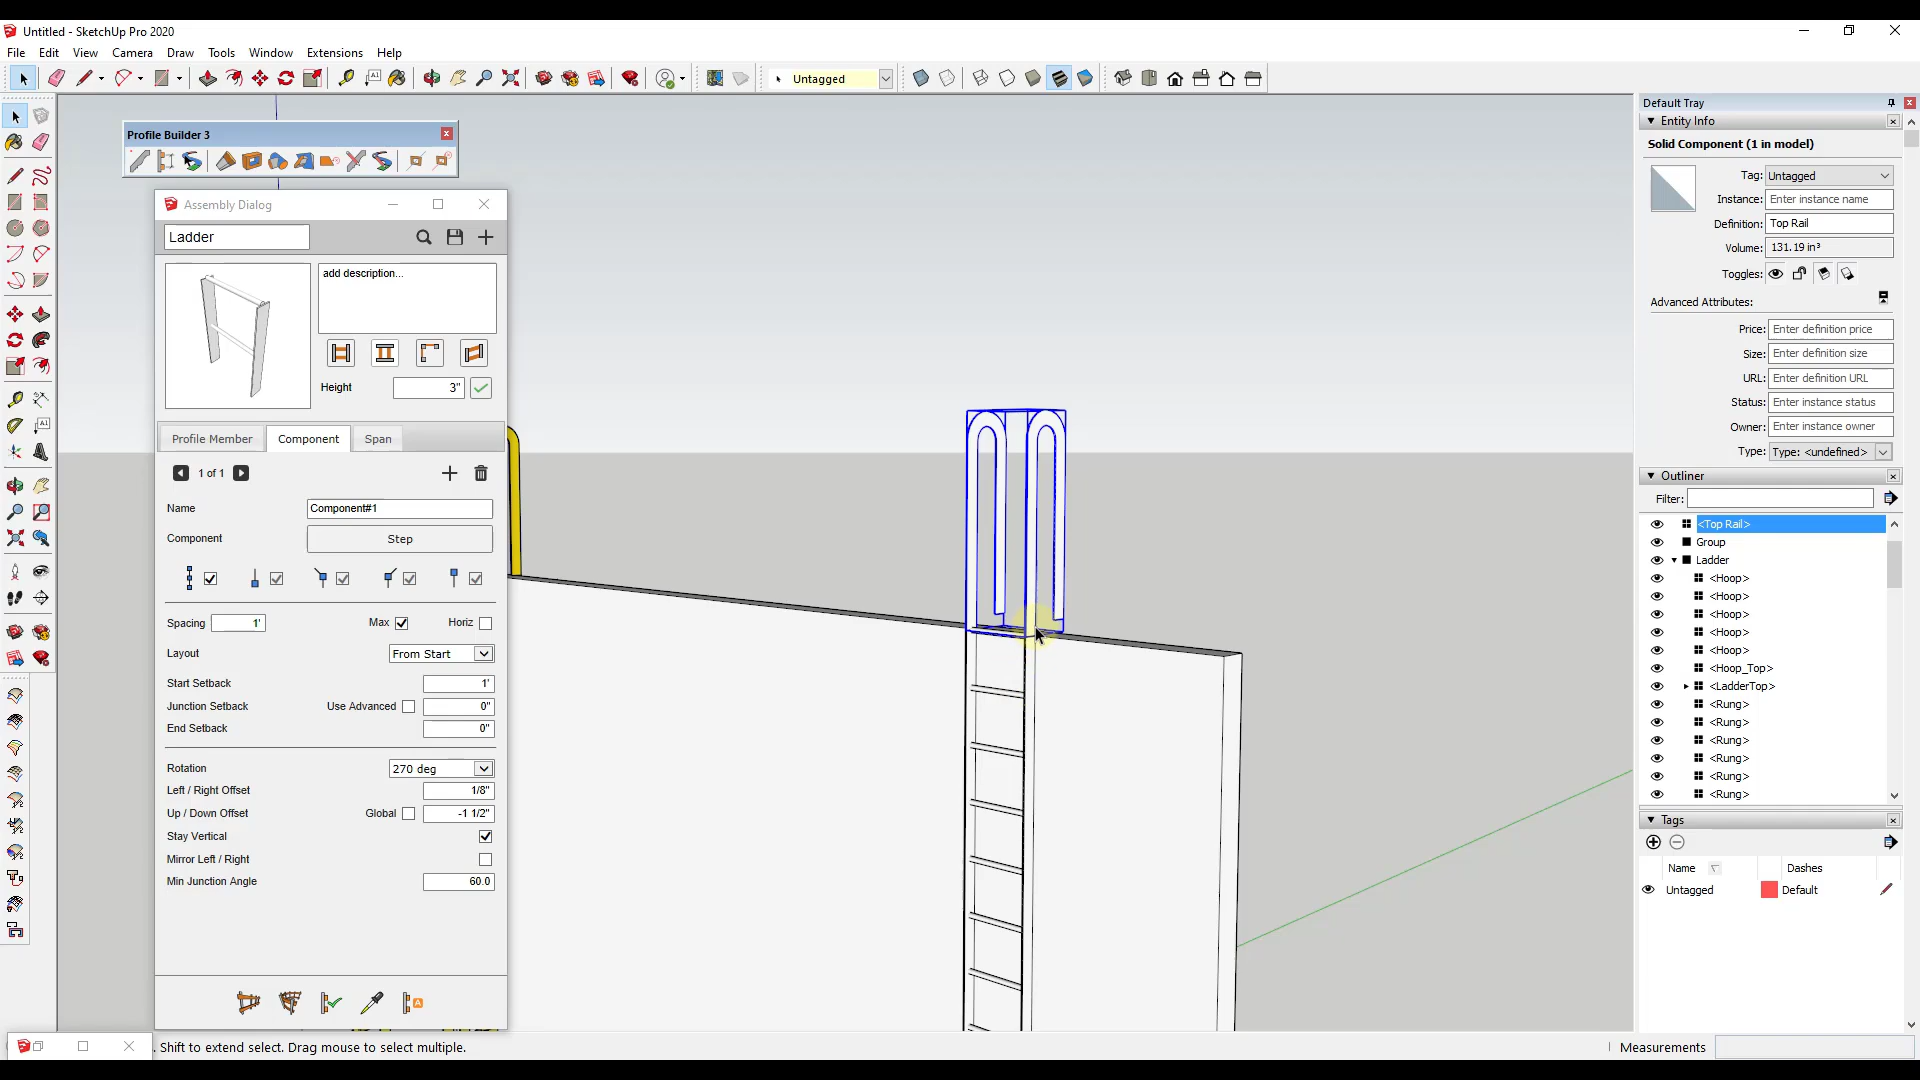 Untitled - SketchUp Pro 2020
File Edit View Camera Draw Tools Window Extensions Help
Untagged
Profile Builder 3
Assembly Dialog
Ladder
add description...
Height 3"
Profile Member Component Span
1 of 1
Name Component#1
Component Step
Spacing 1' Max Horiz
Layout From Start
Start Setback 1'
Junction Setback Use Advanced 0"
End Setback 0"
Rotation 270 deg
Left / Right Offset 1/8"
Up / Down Offset Global -1 1/2"
Stay Vertical
Mirror Left / Right
Min Junction Angle 60.0
Default Tray
Entity Info
Solid Component (1 in model)
Tag: Untagged
Instance: Enter instance name
Definition: Top Rail
Volume: 131.19 in³
Toggles:
Advanced Attributes:
Price: Enter definition price
Size: Enter definition size
URL: Enter definition URL
Status: Enter instance status
Owner: Enter instance owner
Type: Type: <undefined>
Outliner
Filter:
<Top Rail>
Group
Ladder
<Hoop>
<Hoop>
<Hoop>
<Hoop>
<Hoop>
<Hoop_Top>
<LadderTop>
<Rung>
<Rung>
<Rung>
<Rung>
<Rung>
<Rung>
Tags
Name Dashes
Untagged Default
. Shift to extend select. Drag mouse to select multiple.
Measurements